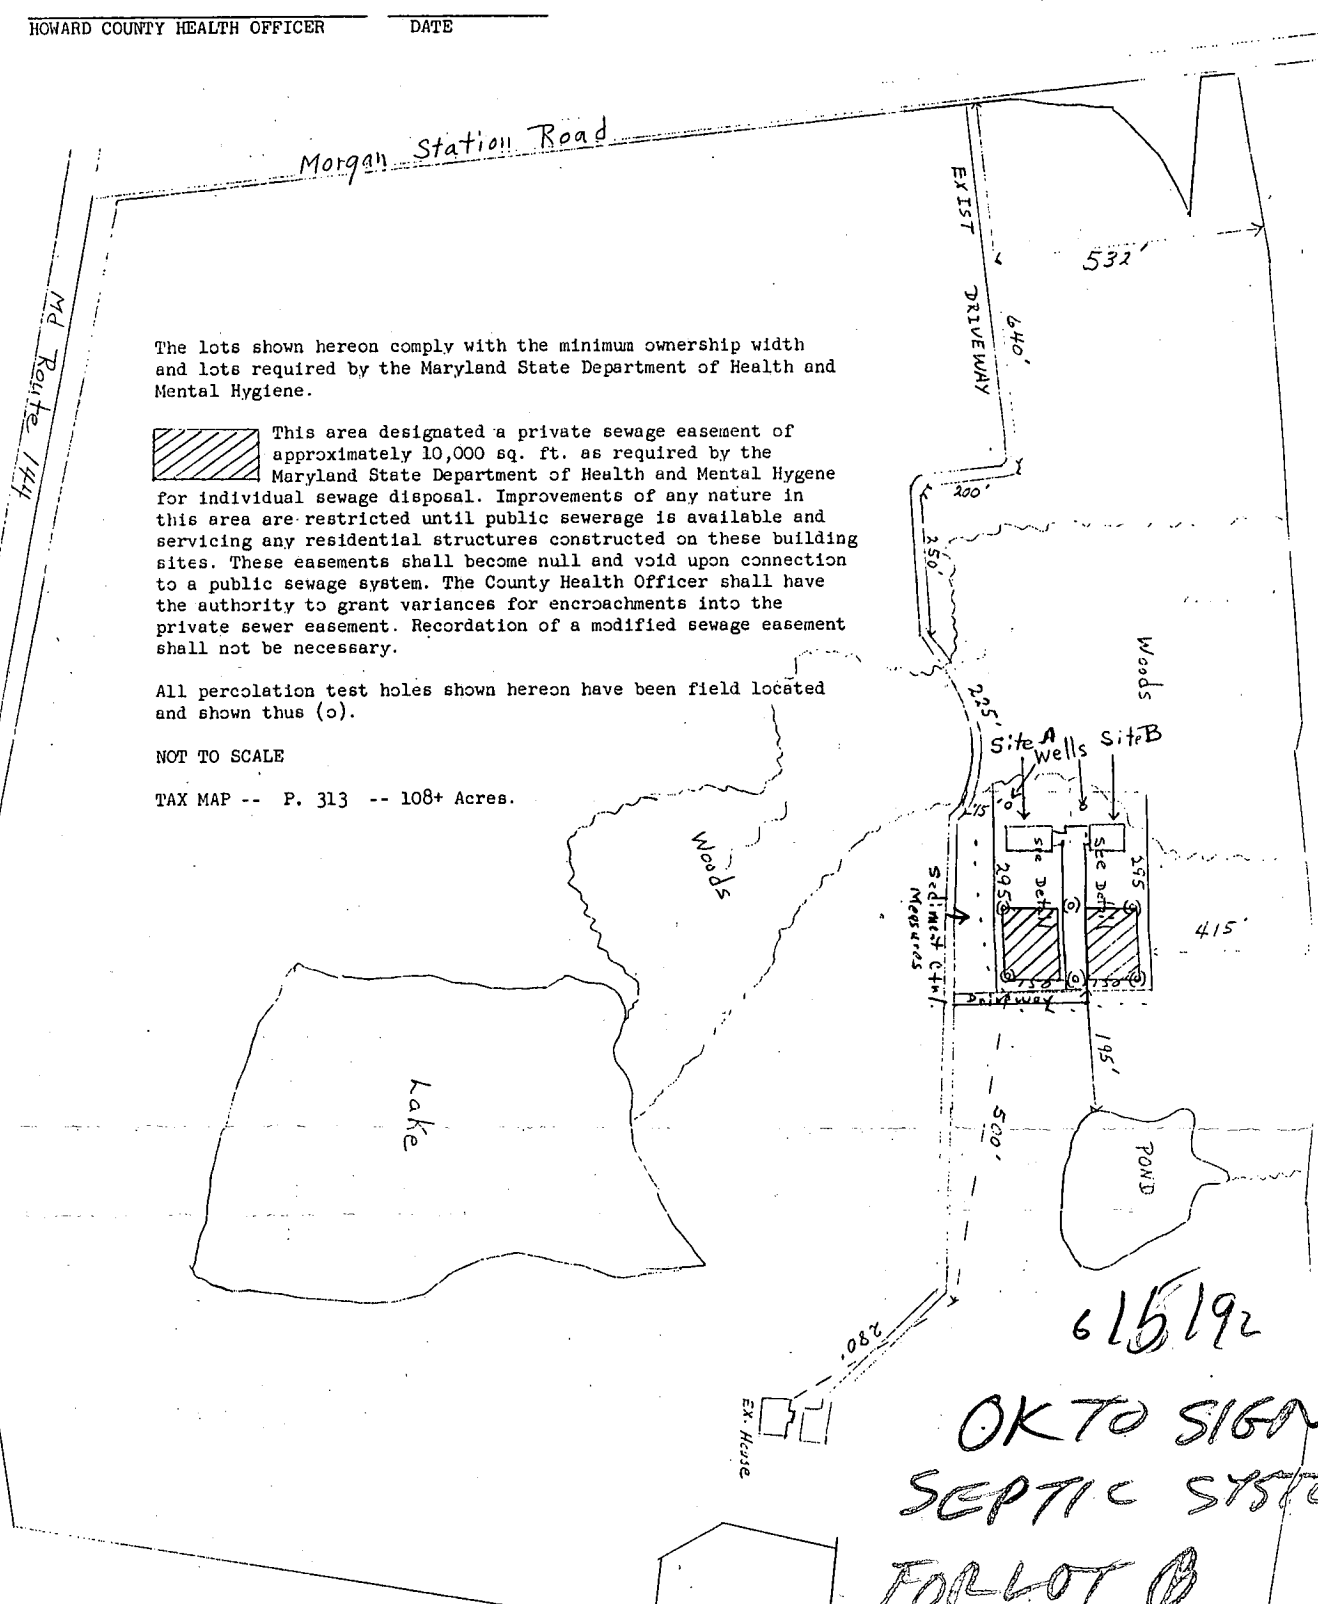 HOWARD COUNTY HEALTH OFFICER DATE
Morgan Station Road
Md Route 144
EXIST DRIVEWAY
532'
640'
The lots shown hereon comply with the minimum ownership width
and lots required by the Maryland State Department of Health and
Mental Hygiene.
This area designated a private sewage easement of
approximately 10,000 sq. ft. as required by the
Maryland State Department of Health and Mental Hygene
for individual sewage disposal. Improvements of any nature in
this area are restricted until public sewerage is available and
servicing any residential structures constructed on these building
sites. These easements shall become null and void upon connection
to a public sewage system. The County Health Officer shall have
the authority to grant variances for encroachments into the
private sewer easement. Recordation of a modified sewage easement
shall not be necessary.
All percolation test holes shown hereon have been field located
and shown thus (o).
NOT TO SCALE
TAX MAP -- P. 313 -- 108+ Acres.
200'
250'
Woods
225'
Site A
Wells
Site B
Woods
See Detail
See Detail
295
295
Sediment Ctnl.
Measures
415'
150
150
Driveway
195'
Lake
500'
POND
280'
EX. House
6/5/92
OK TO SIGN
SEPTIC SYSTE
FOR LOT B